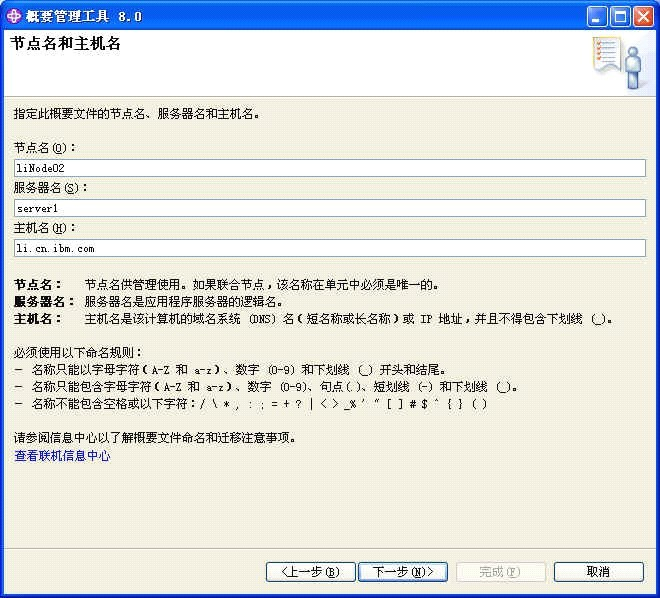 概要管理工具 8.0
节点名和主机名
指定此概要文件的节点名、服务器名和主机名。
节点名(O)：
liNode02
服务器名(S)：
server1
主机名(H)：
li.cn.ibm.com
节点名： 节点名供管理使用。如果联合节点，该名称在单元中必须是唯一的。
服务器名： 服务器名是应用程序服务器的逻辑名。
主机名： 主机名是该计算机的域名系统 (DNS) 名（短名称或长名称）或 IP 地址，并且不得包含下划线 (_)。
必须使用以下命名规则：
- 名称只能以字母字符（A-Z 和 a-z）、数字 (0-9) 和下划线 (_) 开头和结尾。
- 名称只能包含字母字符（A-Z 和 a-z）、数字 (0-9)、句点(.)、短划线 (-) 和下划线 (_)。
- 名称不能包含空格或以下字符：/ \ * , : ; = + ? | < > _% ' " [ ] # $ ^ { } ( )
请参阅信息中心以了解概要文件命名和迁移注意事项。
查看联机信息中心
<上一步(B) 下一步(N)> 完成(F) 取消